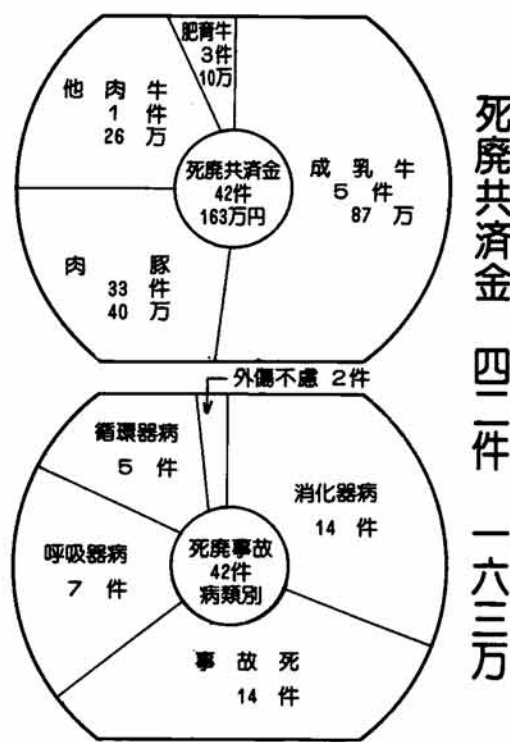 死廃共済金 四二件 一六三万
肥育牛
3件
10万
他肉牛
1件
26万
死廃共済金
42件
163万円
成乳牛
5件
87万
肉豚
33件
40万
外傷不慮 2件
循環器病
5件
消化器病
14件
呼吸器病
7件
死廃事故
42件
病類別
事故死
14件